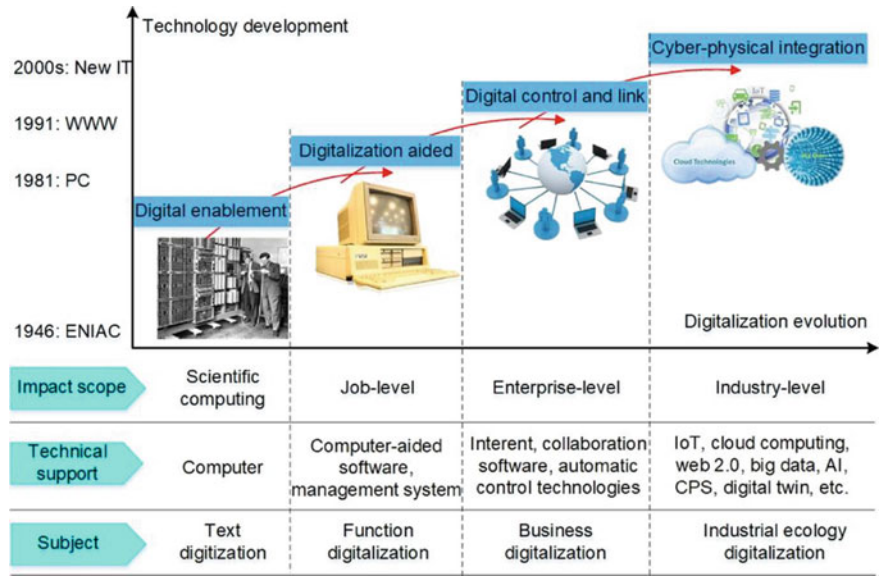 Technology development
2000s: New IT
1991: WWW
1981: PC
1946: ENIAC
Digital enablement
Digitalization aided
Digital control and link
Cyber-physical integration
IoT
Cloud Technologies
Digitalization evolution
Impact scope
Scientific
computing
Job-level
Enterprise-level
Industry-level
Technical
support
Computer
Computer-aided
software,
management system
Interent, collaboration
software, automatic
control technologies
IoT, cloud computing,
web 2.0, big data, AI,
CPS, digital twin, etc.
Subject
Text
digitization
Function
digitalization
Business
digitalization
Industrial ecology
digitalization